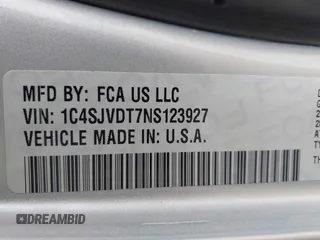 MFD BY: FCA US LLC
VIN: 1C4SJVDT7NS123927
VEHICLE MADE IN: U.S.A.
DREAMBID